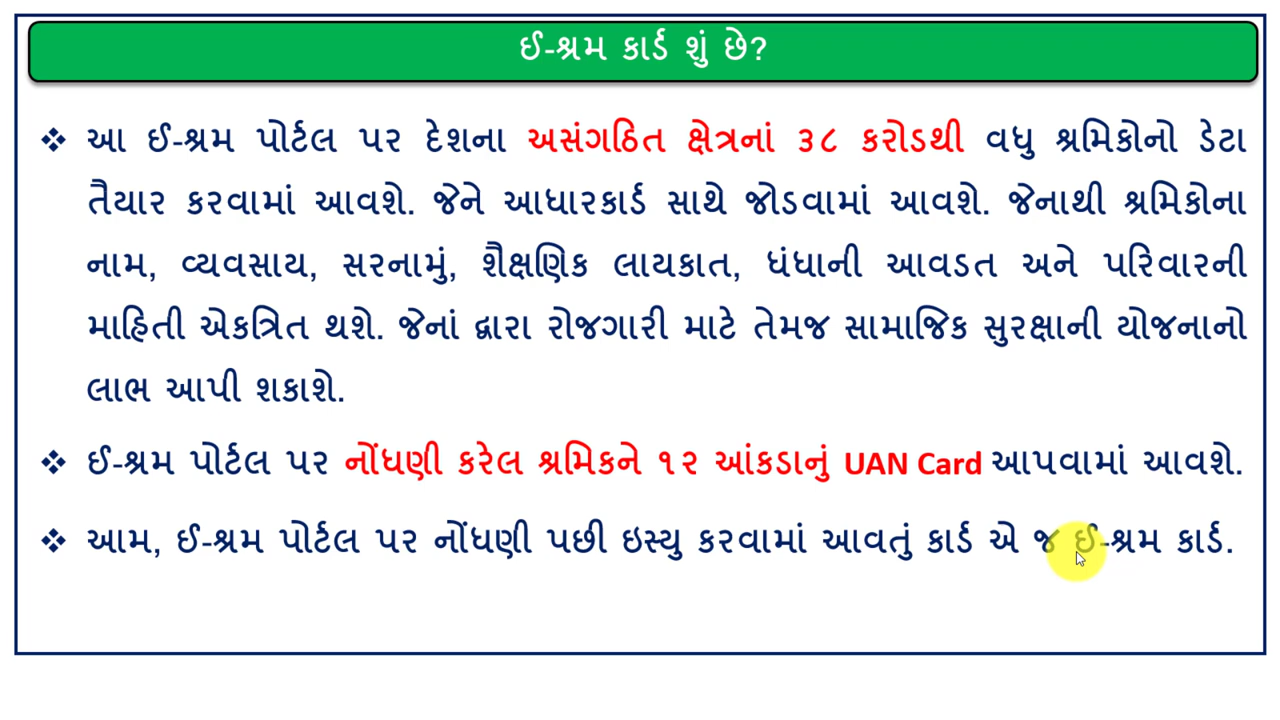 ઈ-શ્રમ કાર્ડ શું છે?
❖ આ ઈ-શ્રમ પોર્ટલ પર દેશના અસંગઠિત ક્ષેત્રનાં ૩૮ કરોડથી વધુ શ્રમિકોનો ડેટા
તૈયાર કરવામાં આવશે. જેને આધારકાર્ડ સાથે જોડવામાં આવશે. જેનાથી શ્રમિકોના
નામ, વ્યવસાય, સરનામું, શૈક્ષણિક લાયકાત, ધંધાની આવડત અને પરિવારની
માહિતી એકત્રિત થશે. જેનાં દ્વારા રોજગારી માટે તેમજ સામાજિક સુરક્ષાની યોજનાનો
લાભ આપી શકાશે.
❖ ઈ-શ્રમ પોર્ટલ પર નોંધણી કરેલ શ્રમિકને ૧૨ આંકડાનું UAN Card આપવામાં આવશે.
❖ આમ, ઈ-શ્રમ પોર્ટલ પર નોંધણી પછી ઇસ્યુ કરવામાં આવતું કાર્ડ એ જ ઈ-શ્રમ કાર્ડ.